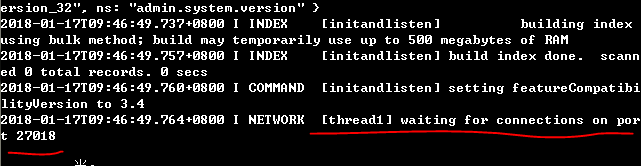 ersion_32", ns: "admin.system.version" }
2018-01-17T09:46:49.737+0800 I INDEX    [initandlisten]          building index
using bulk method; build may temporarily use up to 500 megabytes of RAM
2018-01-17T09:46:49.757+0800 I INDEX    [initandlisten] build index done.  scann
ed 0 total records. 0 secs
2018-01-17T09:46:49.760+0800 I COMMAND  [initandlisten] setting featureCompatibi
lityVersion to 3.4
2018-01-17T09:46:49.764+0800 I NETWORK  [thread1] waiting for connections on por
t 27018